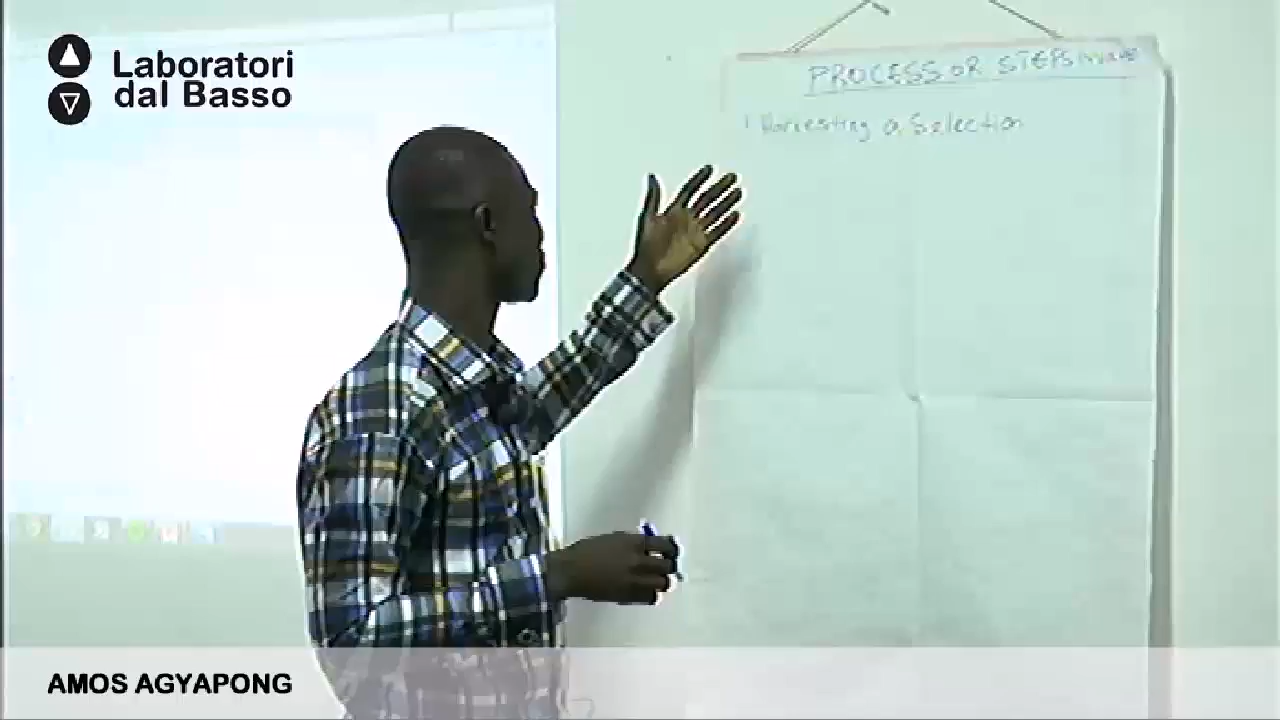 Laboratori
dal Basso
PROCESS OR STEPS
1 Harvesting a Selection
AMOS AGYAPONG